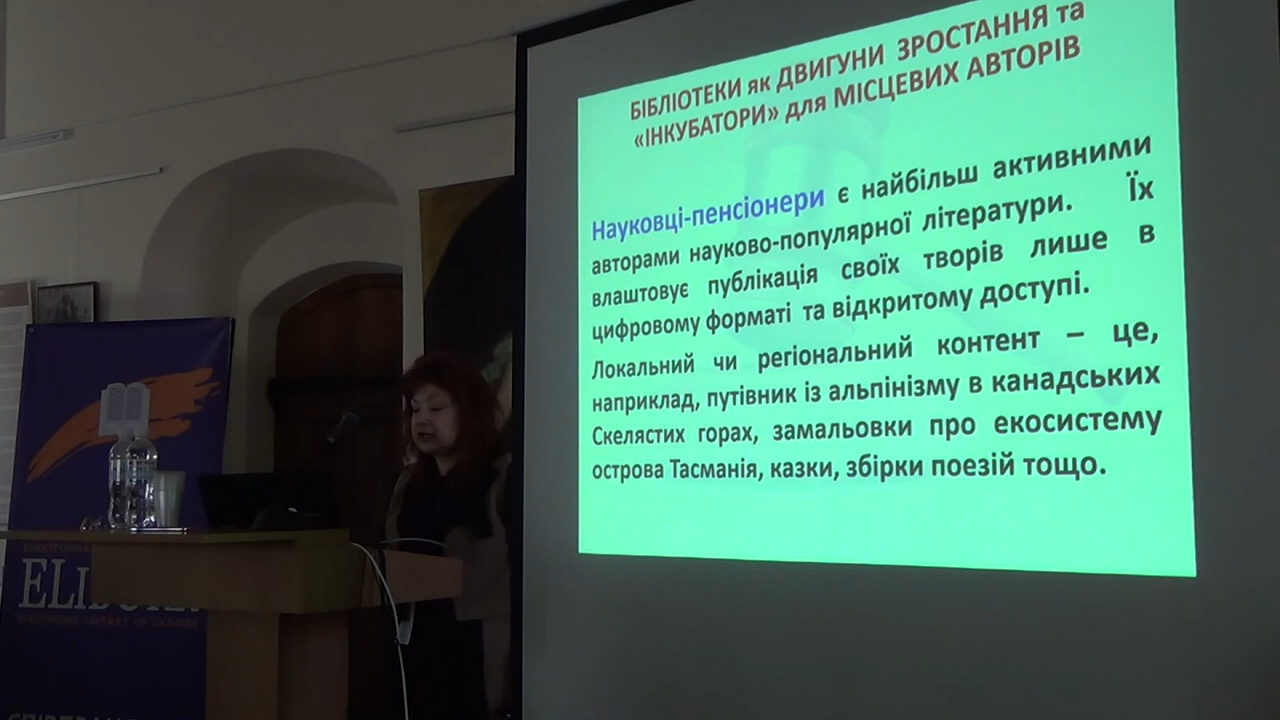 БІБЛІОТЕКИ як ДВИГУНИ ЗРОСТАННЯ та
«ІНКУБАТОРИ» для МІСЦЕВИХ АВТОРІВ
Науковці-пенсіонери є найбільш активними
авторами науково-популярної літератури. Їх
влаштовує публікація своїх творів лише в
цифровому форматі та відкритому доступі.
Локальний чи регіональний контент – це,
наприклад, путівник із альпінізму в канадських
Скелястих горах, замальовки про екосистему
острова Тасманія, казки, збірки поезій тощо.
ЕЛЕКТРОННА
ELECTRONIC LIBRARY OF UKRAINE